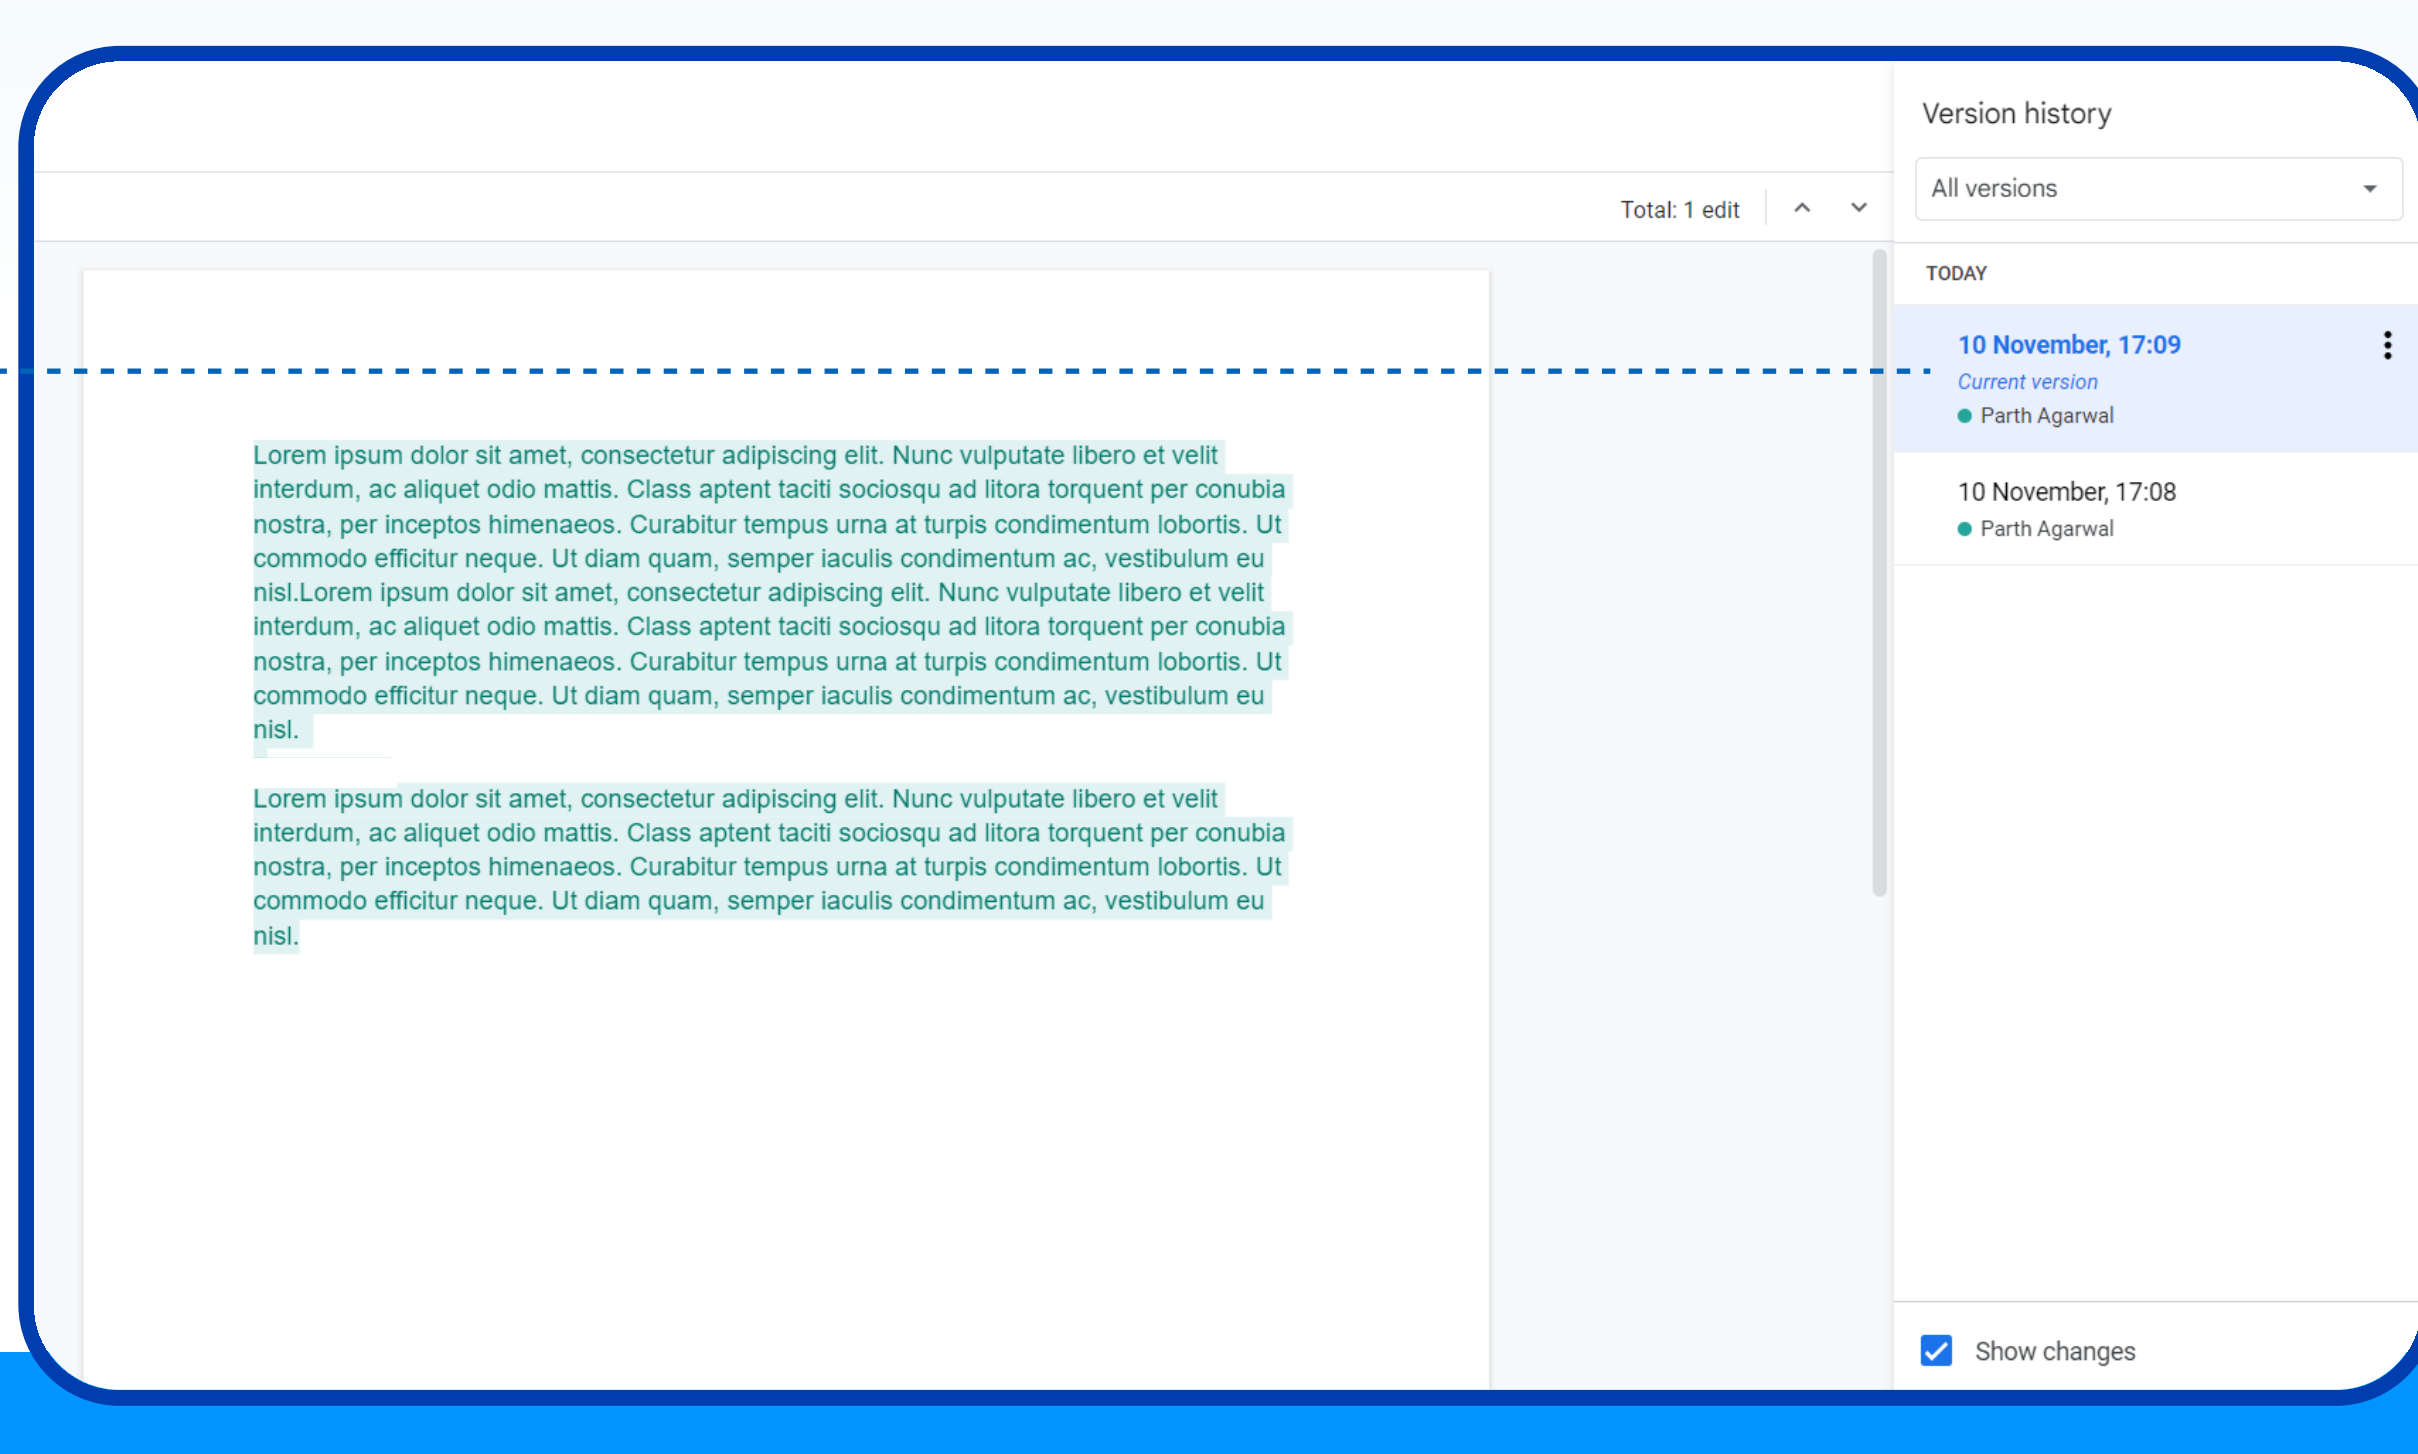 Version history
All versions
Total: 1 edit
TODAY
10 November, 17:09
Current version
Parth Agarwal
10 November, 17:08
Parth Agarwal
Lorem ipsum dolor sit amet, consectetur adipiscing elit. Nunc vulputate libero et velit
interdum, ac aliquet odio mattis. Class aptent taciti sociosqu ad litora torquent per conubia
nostra, per inceptos himenaeos. Curabitur tempus urna at turpis condimentum lobortis. Ut
commodo efficitur neque. Ut diam quam, semper iaculis condimentum ac, vestibulum eu
nisl.Lorem ipsum dolor sit amet, consectetur adipiscing elit. Nunc vulputate libero et velit
interdum, ac aliquet odio mattis. Class aptent taciti sociosqu ad litora torquent per conubia
nostra, per inceptos himenaeos. Curabitur tempus urna at turpis condimentum lobortis. Ut
commodo efficitur neque. Ut diam quam, semper iaculis condimentum ac, vestibulum eu
nisl.
Lorem ipsum dolor sit amet, consectetur adipiscing elit. Nunc vulputate libero et velit
interdum, ac aliquet odio mattis. Class aptent taciti sociosqu ad litora torquent per conubia
nostra, per inceptos himenaeos. Curabitur tempus urna at turpis condimentum lobortis. Ut
commodo efficitur neque. Ut diam quam, semper iaculis condimentum ac, vestibulum eu
nisl.
Show changes